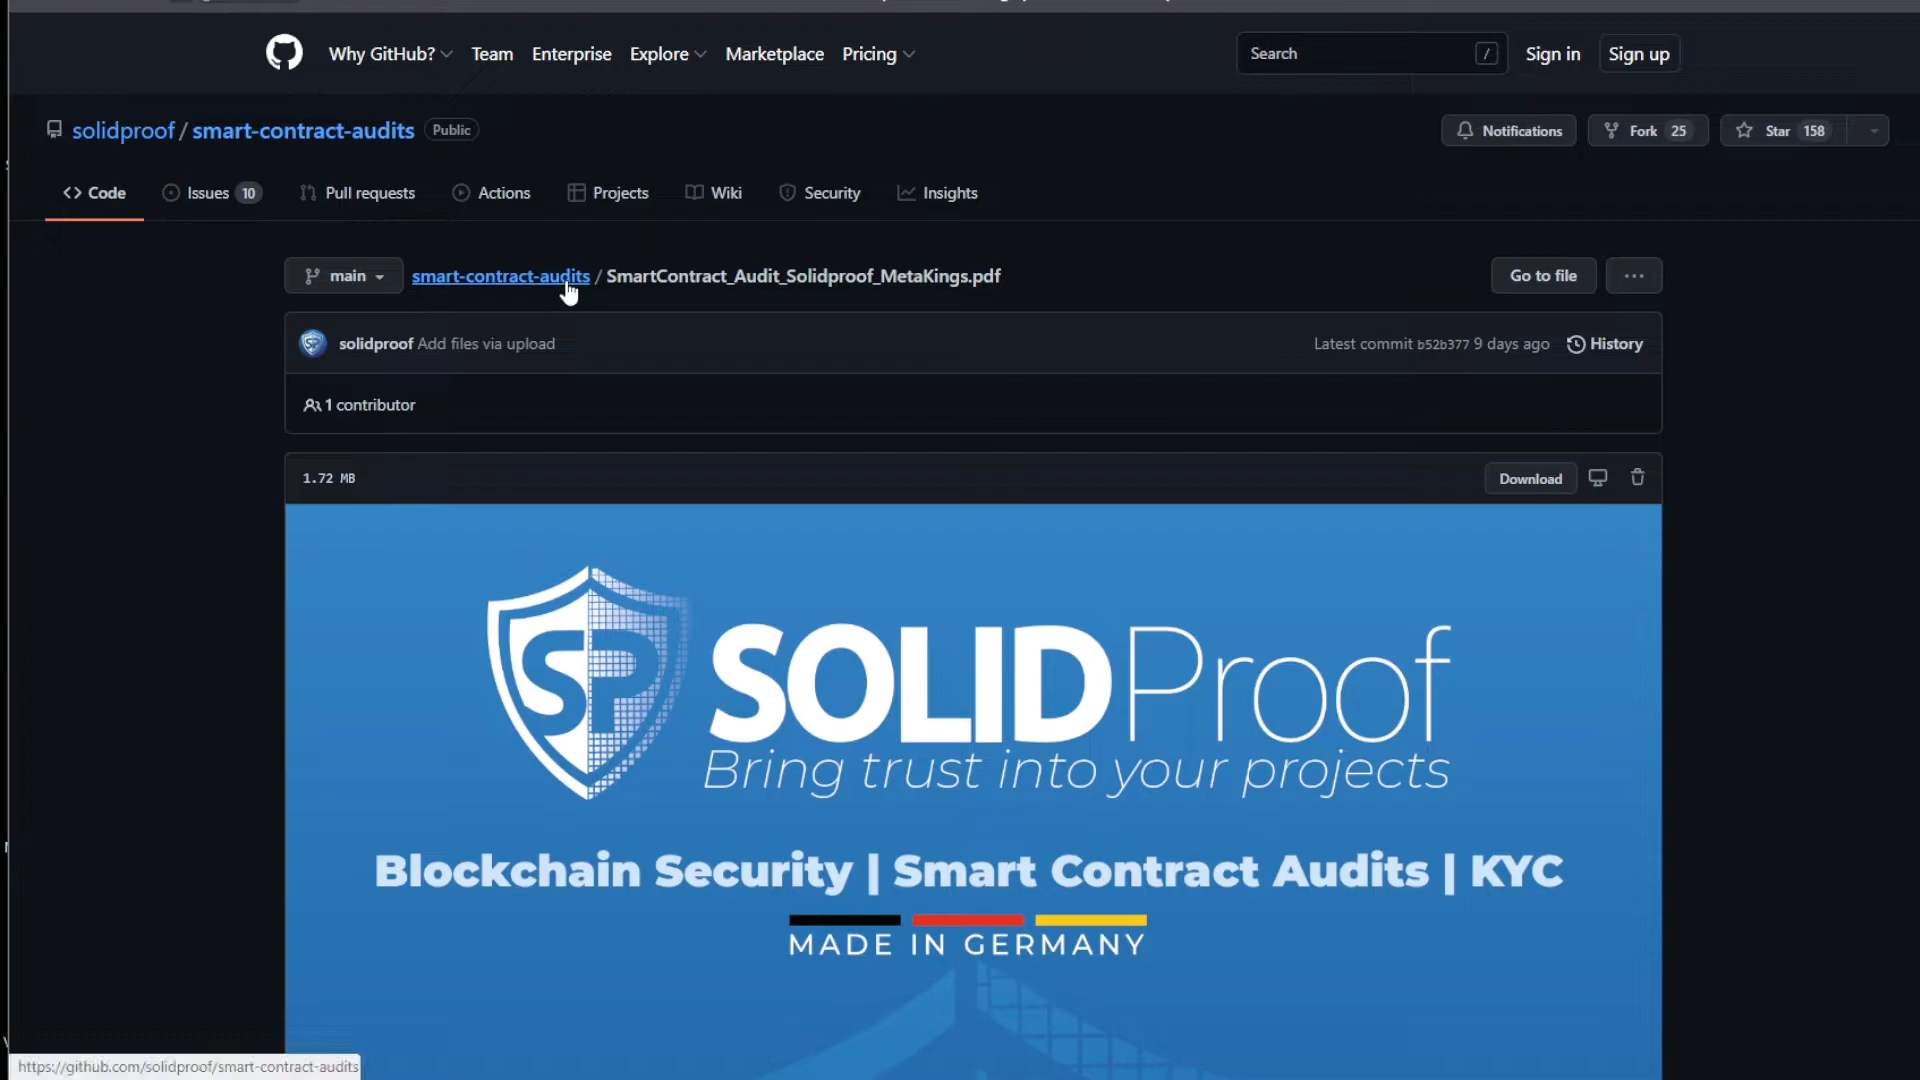 Why GitHub? Team Enterprise Explore Marketplace Pricing Search / Sign in Sign up
solidproof / smart-contract-audits Public Notifications Fork 25 Star 158
<> Code Issues 10 Pull requests Actions Projects Wiki Security Insights
main smart-contract-audits / SmartContract_Audit_Solidproof_MetaKings.pdf Go to file ...
solidproof Add files via upload Latest commit b52b377 9 days ago History
1 contributor
1.72 MB Download
SP SOLIDProof
Bring trust into your projects
Blockchain Security | Smart Contract Audits | KYC
MADE IN GERMANY
https://github.com/solidproof/smart-contract-audits